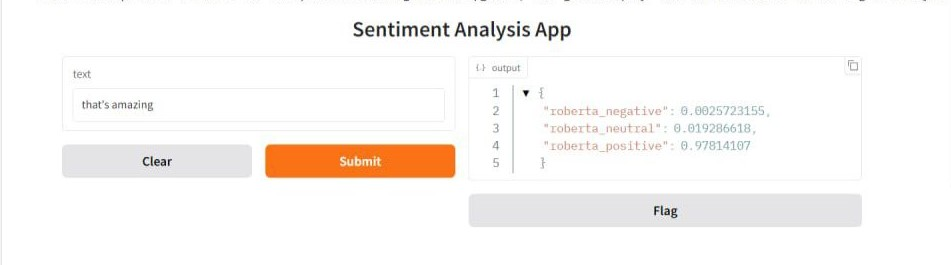 Sentiment Analysis App
text
that's amazing
Clear
Submit
{·} output
1 ▼ {
2 "roberta_negative": 0.0025723155,
3 "roberta_neutral": 0.019286618,
4 "roberta_positive": 0.97814107
5 }
Flag